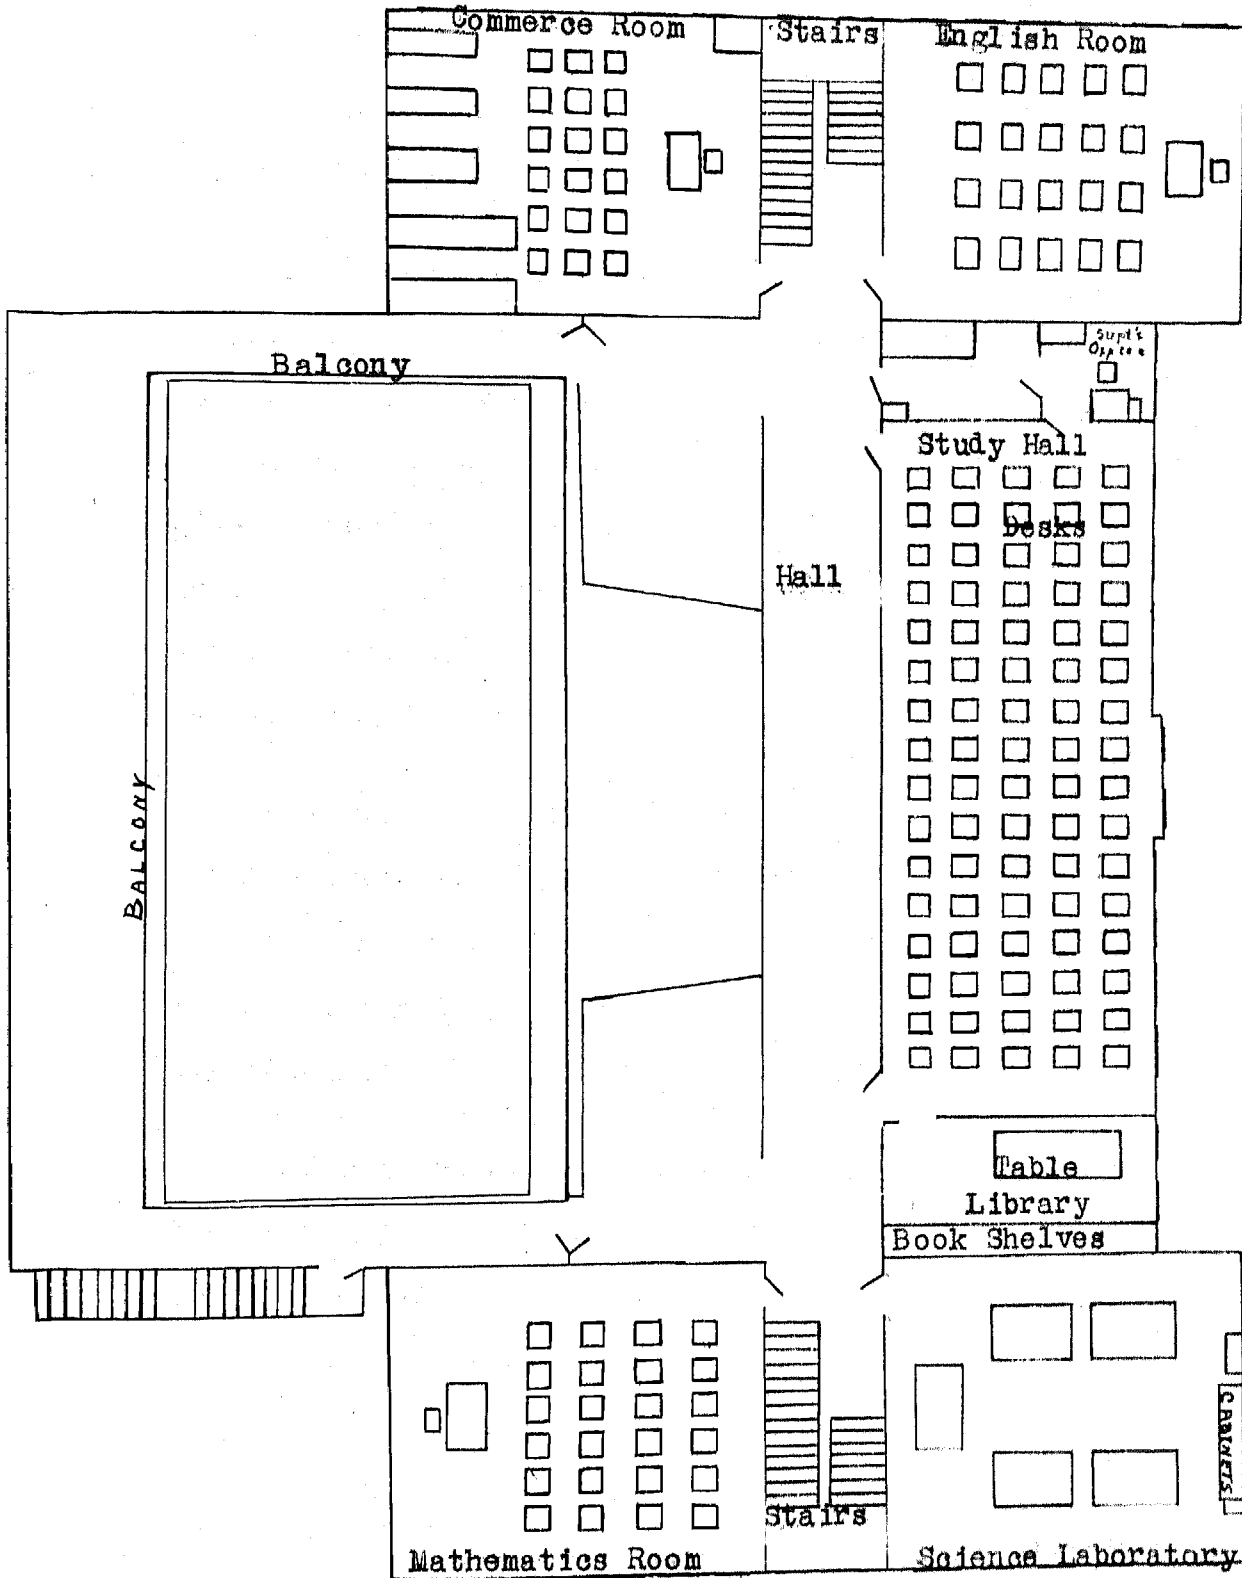 Commerce Room
Stairs
English Room
Balcony
Supt's
Study Hall
Desks
Hall
BALCONY
Table
Library
Book Shelves
CABINETS
Stairs
Mathematics Room
Science Laboratory